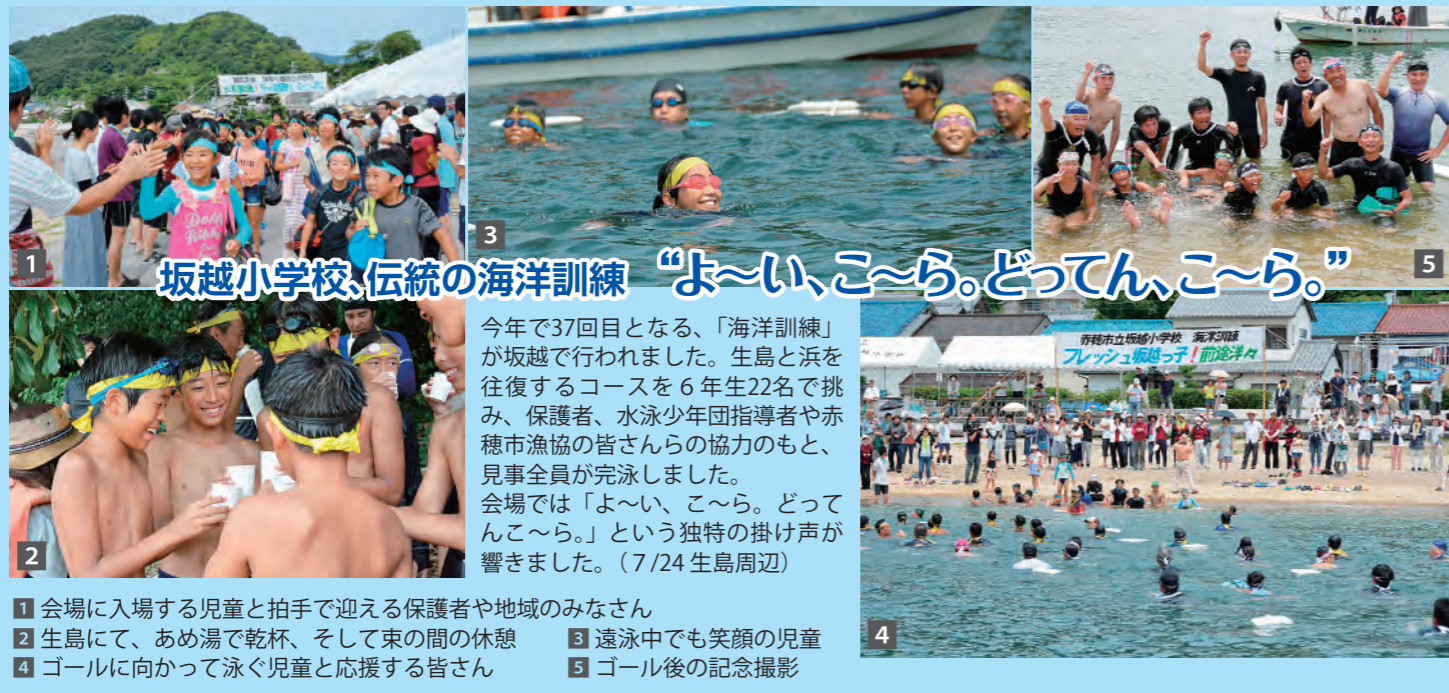 坂越小学校、伝統の海洋訓練 “よ～い、こ～ら。どってん、こ～ら。”
今年で37回目となる、「海洋訓練」
が坂越で行われました。生島と浜を
往復するコースを６年生22名で挑
み、保護者、水泳少年団指導者や赤
穂市漁協の皆さんらの協力のもと、
見事全員が完泳しました。
会場では「よ～い、こ～ら。どって
んこ～ら。」という独特の掛け声が
響きました。（７/24 生島周辺）
1 会場に入場する児童と拍手で迎える保護者や地域のみなさん
2 生島にて、あめ湯で乾杯、そして束の間の休憩
3 遠泳中でも笑顔の児童
4 ゴールに向かって泳ぐ児童と応援する皆さん
5 ゴール後の記念撮影
1
2
3
4
5
赤穂市立坂越小学校 海洋訓練
フレッシュ坂越っ子！前途洋々